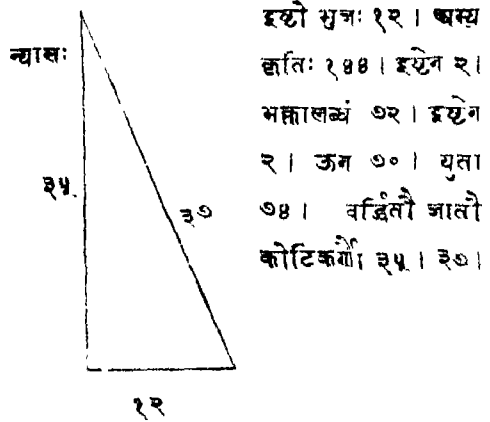 न्यासः
३५
३७
१२
इष्टो भुजः १२ । अस्य
कृतिः १४४ । इष्टेन २ ।
भक्तालब्धं ७२ । इष्टेन
२ । ऊन ७० । युता
७४ । वर्द्धितौ जातौ
कोटिकर्णौ । ३५ । ३७ ।